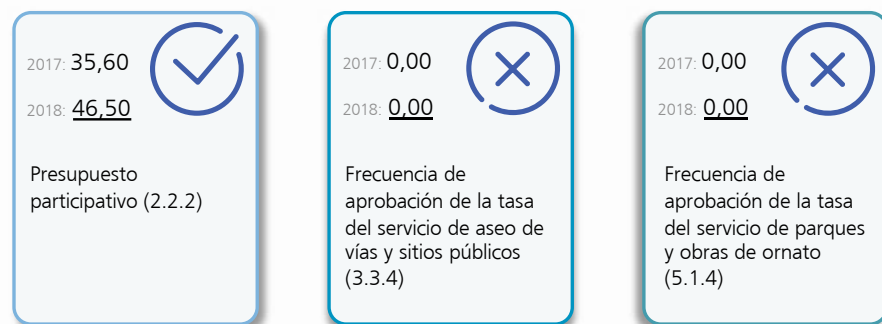 2017: 35,60
2018: 46,50
Presupuesto
participativo (2.2.2)
2017: 0,00
2018: 0,00
Frecuencia de
aprobación de la tasa
del servicio de aseo de
vías y sitios públicos
(3.3.4)
2017: 0,00
2018: 0,00
Frecuencia de
aprobación de la tasa
del servicio de parques
y obras de ornato
(5.1.4)